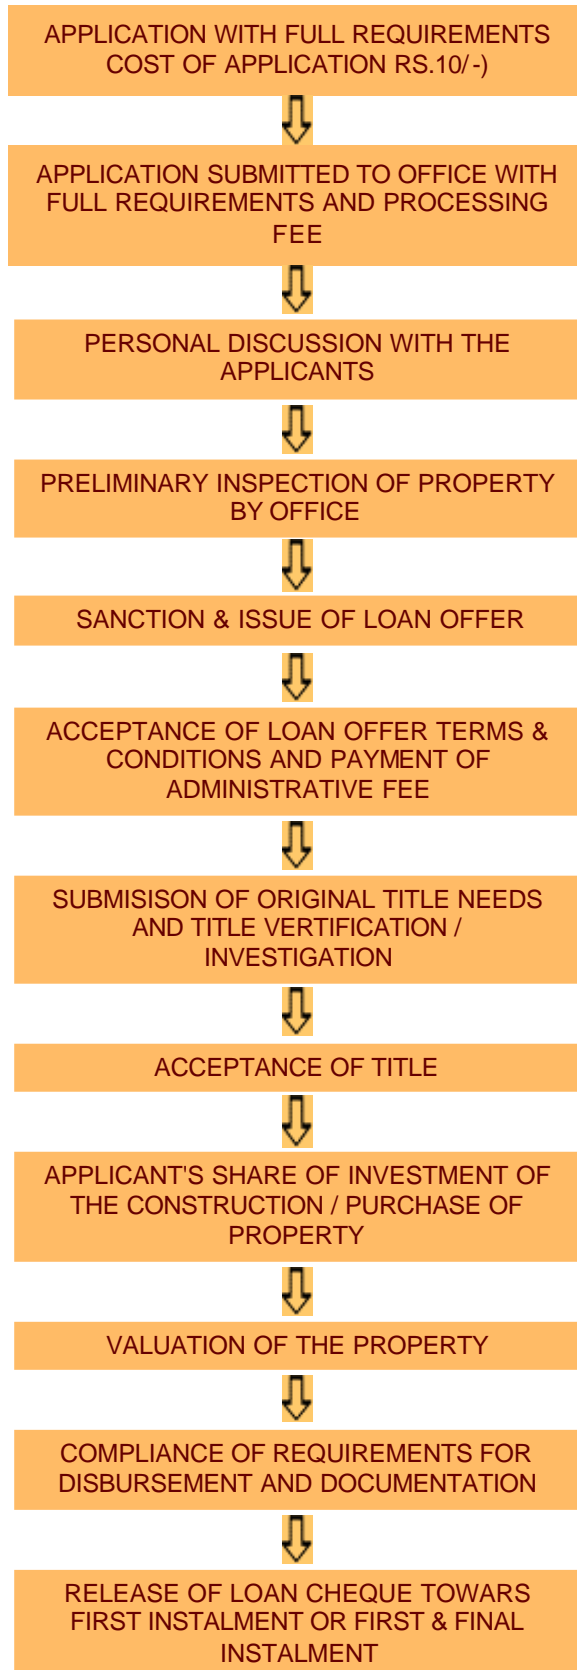 APPLICATION WITH FULL REQUIREMENTS
COST OF APPLICATION RS.10/-)
APPLICATION SUBMITTED TO OFFICE WITH
FULL REQUIREMENTS AND PROCESSING
FEE
PERSONAL DISCUSSION WITH THE
APPLICANTS
PRELIMINARY INSPECTION OF PROPERTY
BY OFFICE
SANCTION & ISSUE OF LOAN OFFER
ACCEPTANCE OF LOAN OFFER TERMS &
CONDITIONS AND PAYMENT OF
ADMINISTRATIVE FEE
SUBMISISON OF ORIGINAL TITLE NEEDS
AND TITLE VERTIFICATION /
INVESTIGATION
ACCEPTANCE OF TITLE
APPLICANT'S SHARE OF INVESTMENT OF
THE CONSTRUCTION / PURCHASE OF
PROPERTY
VALUATION OF THE PROPERTY
COMPLIANCE OF REQUIREMENTS FOR
DISBURSEMENT AND DOCUMENTATION
RELEASE OF LOAN CHEQUE TOWARS
FIRST INSTALMENT OR FIRST & FINAL
INSTALMENT